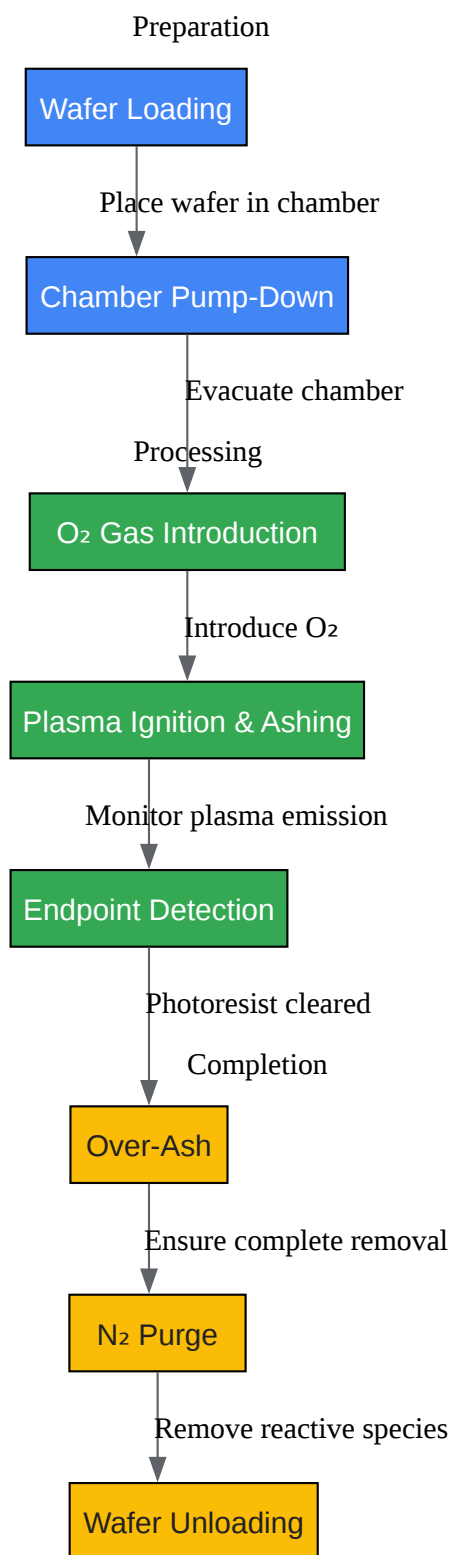 Preparation
Wafer Loading
Place wafer in chamber
Chamber Pump-Down
Evacuate chamber
Processing
O₂ Gas Introduction
Introduce O₂
Plasma Ignition & Ashing
Monitor plasma emission
Endpoint Detection
Photoresist cleared
Completion
Over-Ash
Ensure complete removal
N₂ Purge
Remove reactive species
Wafer Unloading